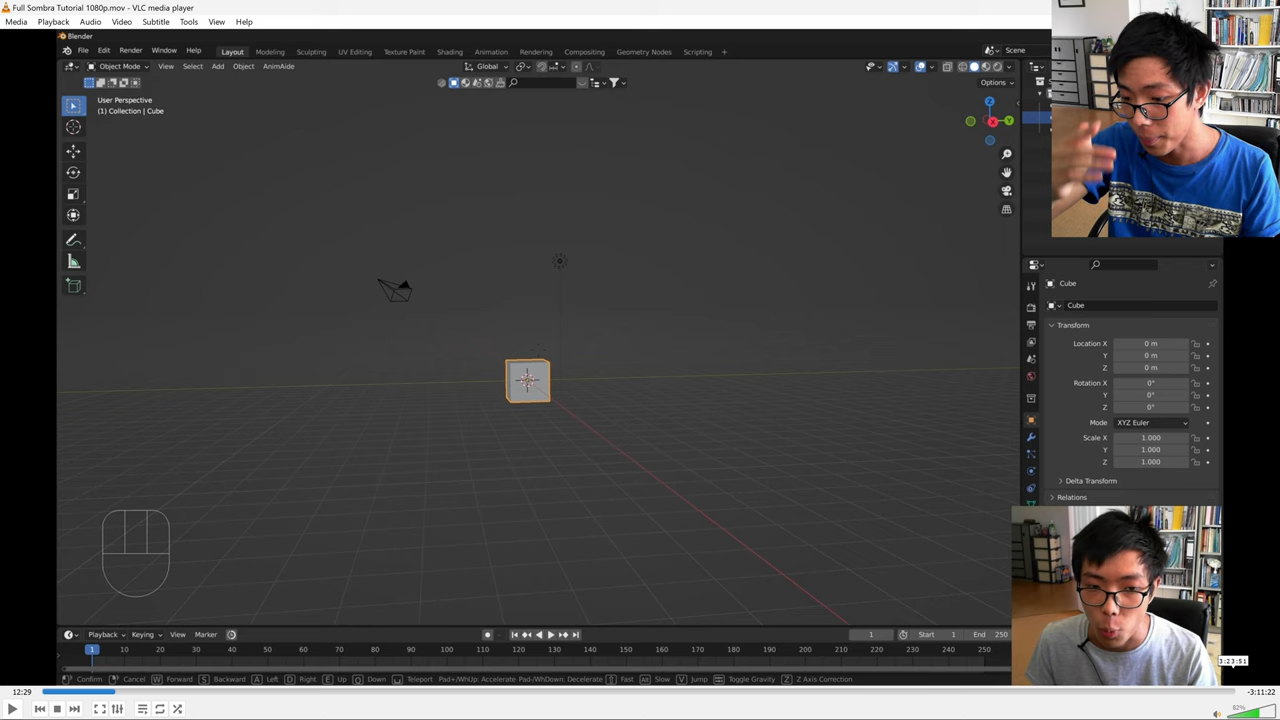 Full Sombra Tutorial 1080p.mov - VLC media player
Media Playback Audio Video Subtitle Tools View Help
Blender
File Edit Render Window Help Layout Modeling Sculpting UV Editing Texture Paint Shading Animation Rendering Compositing Geometry Nodes Scripting + Scene
Object Mode View Select Add Object AnimAide Global
Options
User Perspective
(1) Collection | Cube
Z
Y
Cube
Cube
Transform
Location X 0 m
Y 0 m
Z 0 m
Rotation X 0°
Y 0°
Z 0°
Mode XYZ Euler
Scale X 1.000
Y 1.000
Z 1.000
Delta Transform
Relations
Playback Keying View Marker 1 Start 1 End 250
1 10 20 30 40 50 60 70 80 90 100 110 120 130 140 150 160 170 180 190 200 210 220 230 240 250
Confirm Cancel W Forward S Backward A Left D Right E Up Q Down Teleport Pad+/WhUp: Accelerate Pad-/WhDown: Decelerate Fast Alt Slow V Jump Toggle Gravity Z Z Axis Correction
3:23:51
12:29 -3:11:22
82%